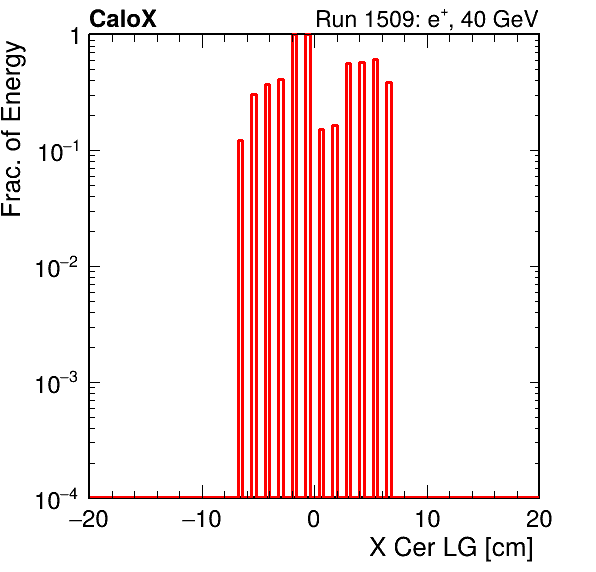 CaloX Run 1509: e⁺, 40 GeV
Frac. of Energy
1
10⁻¹
10⁻²
10⁻³
10⁻⁴
−20 −10 0 10 20
X Cer LG [cm]